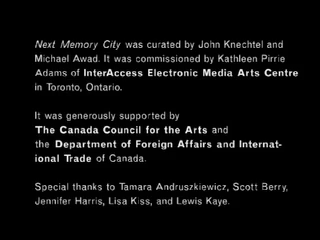 Next Memory City was curated by John Knechtel and
Michael Awad. It was commissioned by Kathleen Pirrie
Adams of InterAccess Electronic Media Arts Centre
in Toronto, Ontario.
It was generously supported by
The Canada Council for the Arts and
the Department of Foreign Affairs and Internat-
ional Trade of Canada.
Special thanks to Tamara Andruszkiewicz, Scott Berry,
Jennifer Harris, Lisa Kiss, and Lewis Kaye.